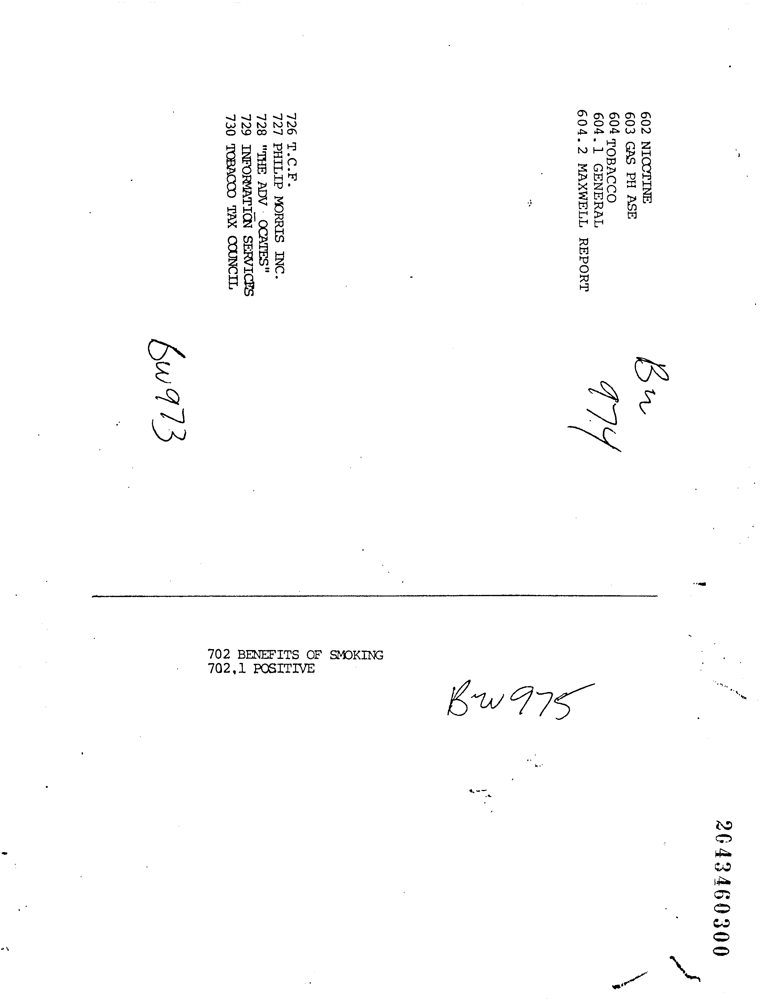 602 NICOTINE
603 GAS PH ASE
604 TOBACCO
604.1 GENERAL
604.2 MAXWELL REPORT
Bw
974
726 T.C.F.
727 PHILIP MORRIS INC.
728 "THE ADV OCATES"
729 INFORMATION SERVICES
730 TOBACCO TAX COUNCIL
bw973
702 BENEFITS OF SMOKING
702.1 POSITIVE
Bw975
2043460300